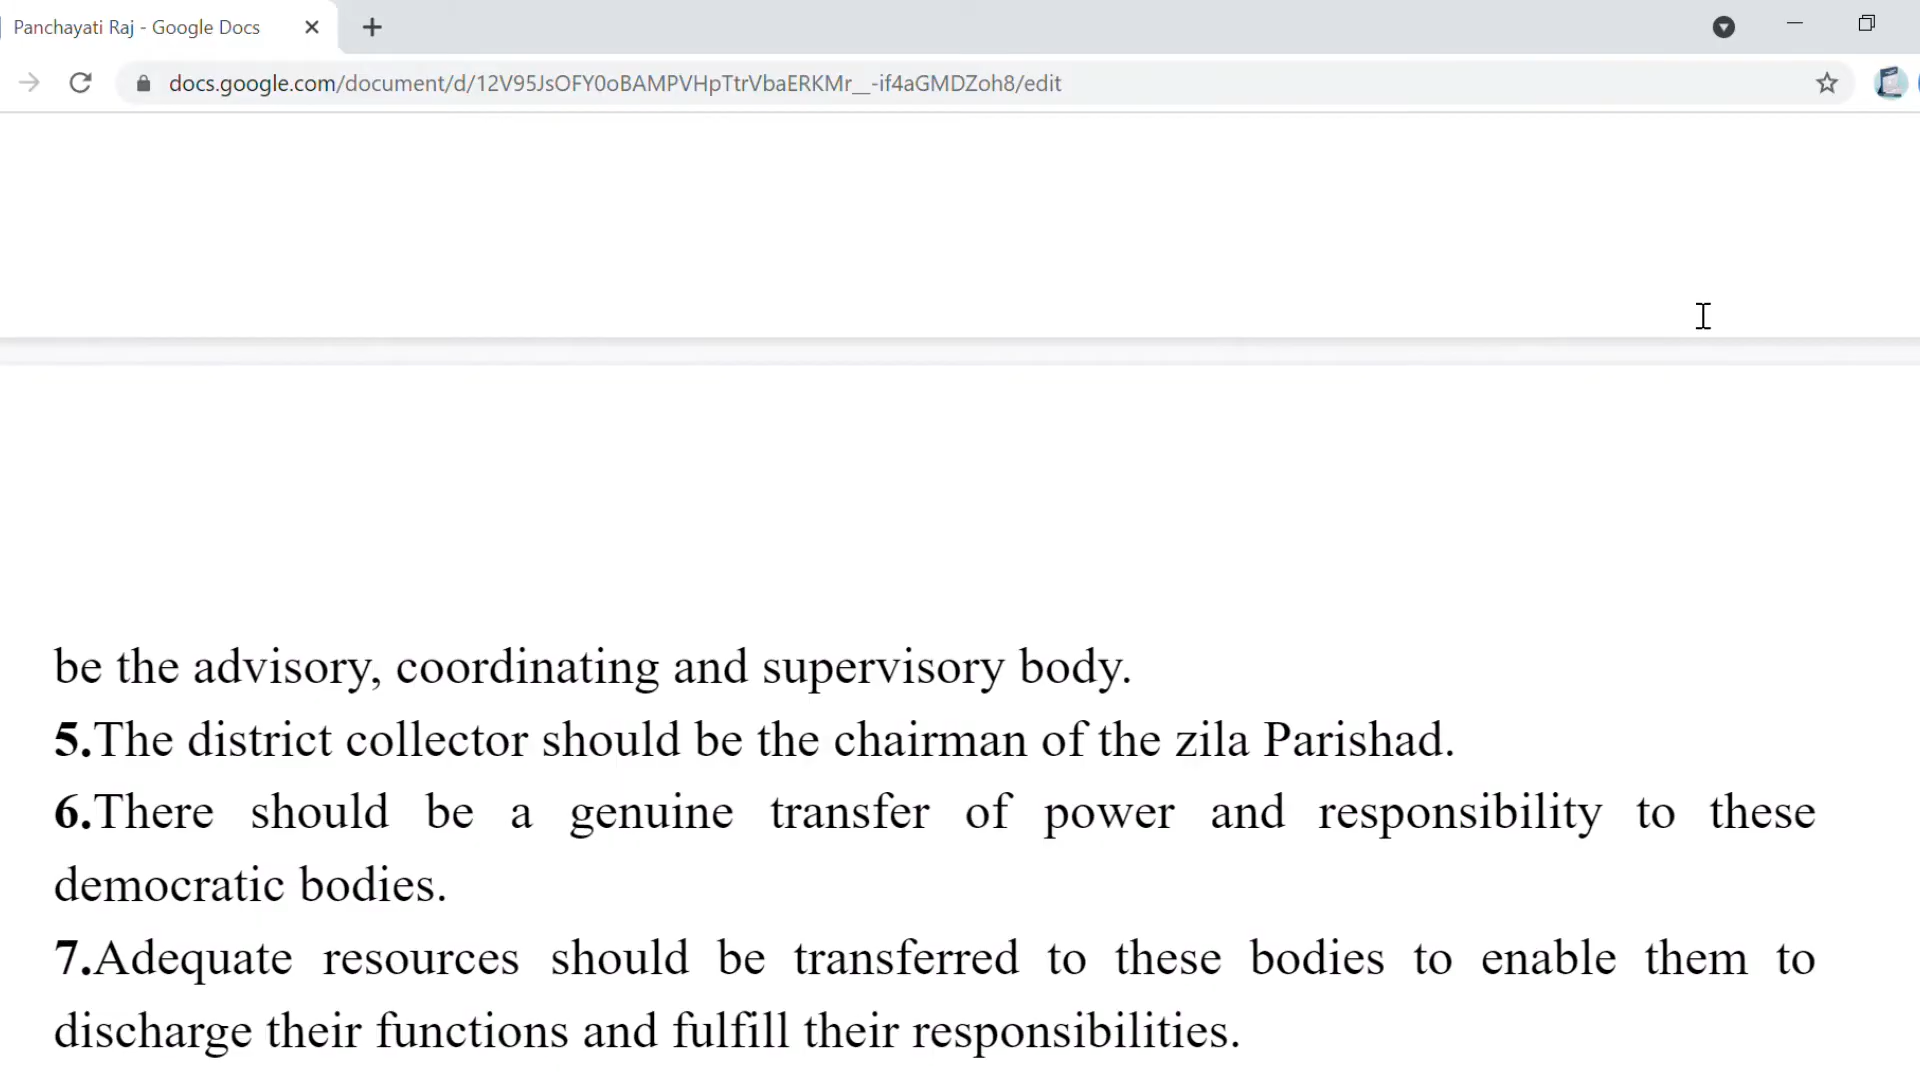 Panchayati Raj - Google Docs
docs.google.com/document/d/12V95JsOFY0oBAMPVHpTtrVbaERKMr__-if4aGMDZoh8/edit
be the advisory, coordinating and supervisory body.
5.The district collector should be the chairman of the zila Parishad.
6.There should be a genuine transfer of power and responsibility to these
democratic bodies.
7.Adequate resources should be transferred to these bodies to enable them to
discharge their functions and fulfill their responsibilities.